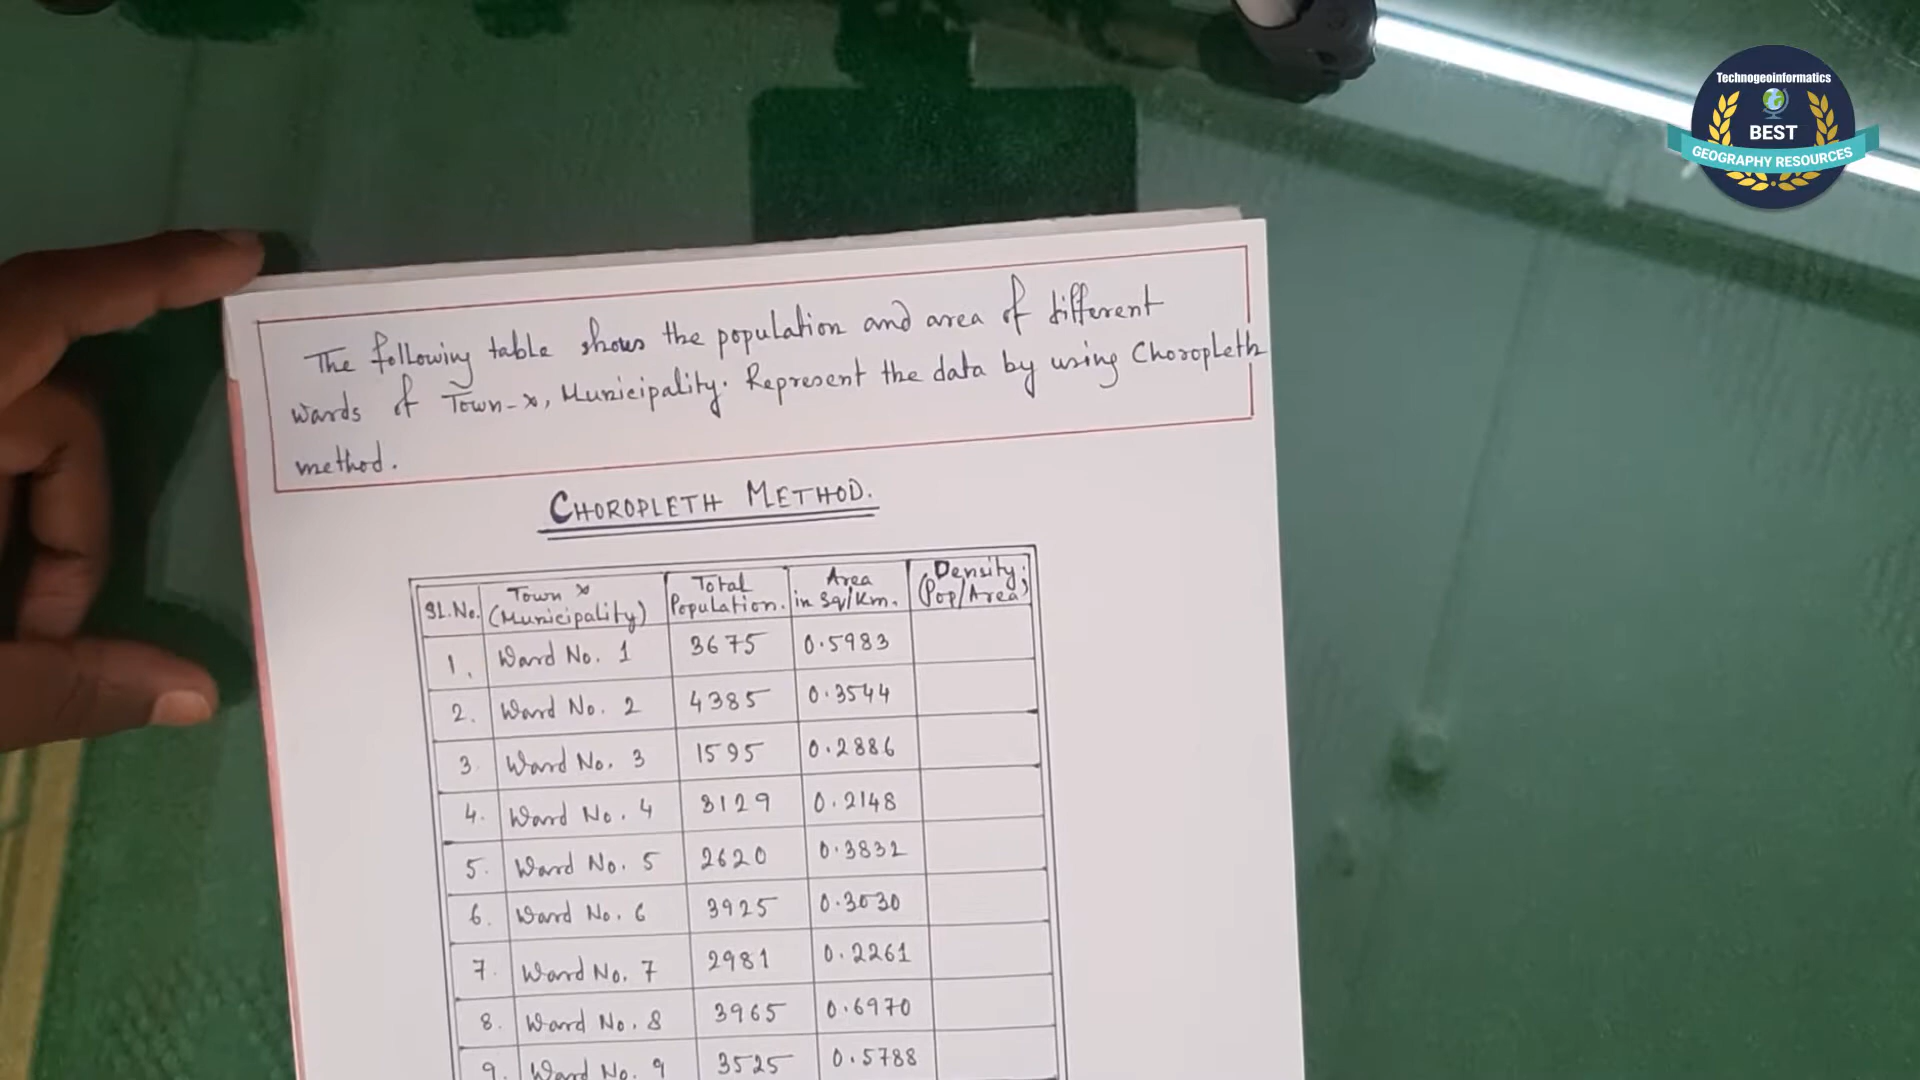 Technogeoinformatics
BEST
GEOGRAPHY RESOURCES
The following table shows the population and area of different
wards of Town-x, Municipality. Represent the data by using Choropleth
method.
CHOROPLETH METHOD.
SL.No. Town x (Municipality) Total Population. Area in Sq/Km. Density. (Pop/Area)
1. Ward No. 1 3675 0.5983
2. Ward No. 2 4385 0.3544
3. Ward No. 3 1595 0.2886
4. Ward No. 4 3129 0.2148
5. Ward No. 5 2620 0.3832
6. Ward No. 6 3925 0.3030
7. Ward No. 7 2981 0.2261
8. Ward No. 8 3965 0.6970
9. Ward No. 9 3525 0.5788